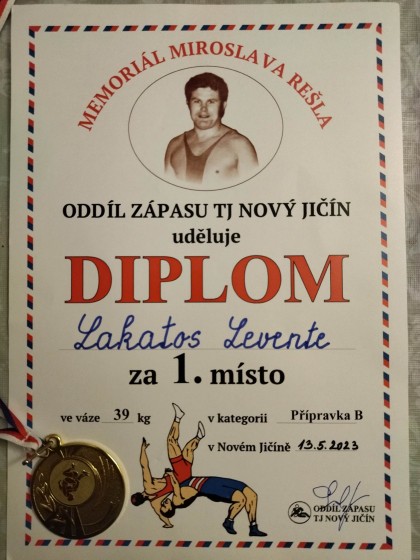 MEMORIÁL MIROSLAVA REŠLA
ODDÍL ZÁPASU TJ NOVÝ JIČÍN
uděluje
DIPLOM
Lakatos Levente
za 1. místo
ve váze 39 kg v kategorii Přípravka B
v Novém Jičíně 13.5.2023
ODDÍL ZÁPASU
TJ NOVÝ JIČÍN